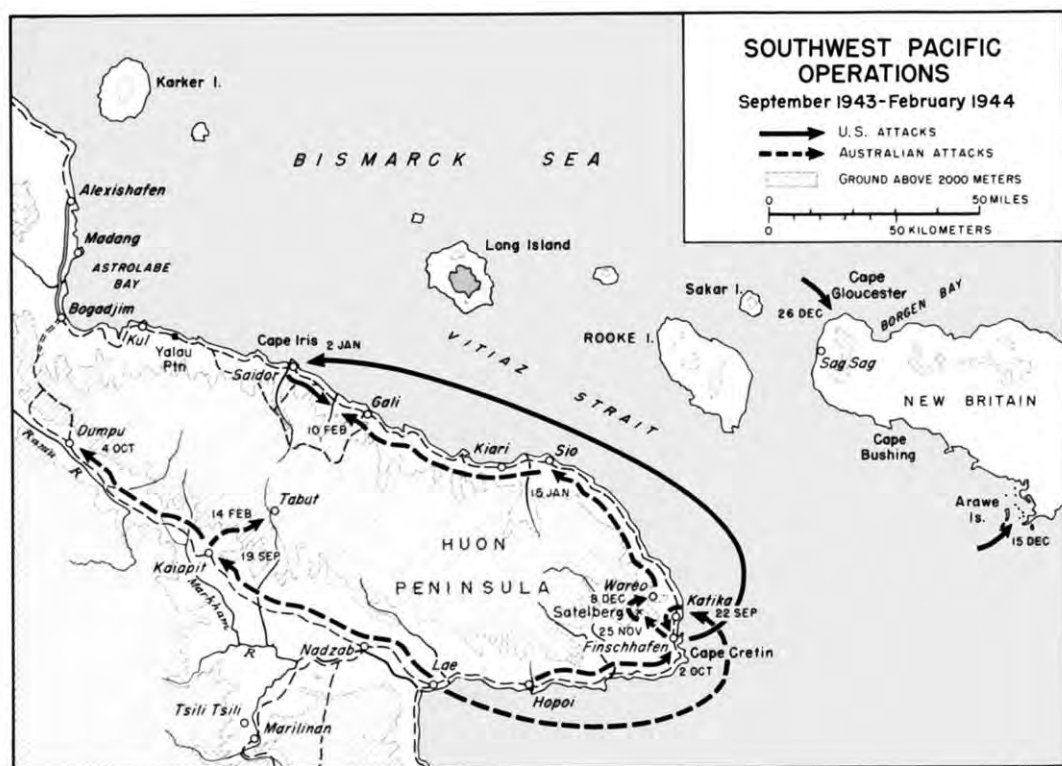 SOUTHWEST PACIFIC
OPERATIONS
September 1943-February 1944
U.S. ATTACKS
AUSTRALIAN ATTACKS
GROUND ABOVE 2000 METERS
0 50 MILES
0 50 KILOMETERS
Karker I.
BISMARCK SEA
Alexishafen
Madang
ASTROLABE
BAY
Bogadjim
Long Island
Sakar I.
Cape
Gloucester
26 DEC
BORGEN BAY
ROOKE I.
Sag Sag
NEW BRITAIN
Cape
Bushing
Arawe
Is.
15 DEC
VITIAZ
STRAIT
Kul
Yalau
Ptn
Cape Iris 2 JAN
Saidor
Gali
10 FEB
Kiari
Sio
15 JAN
Dumpu
4 OCT
Ramu
R.
14 FEB
Tabut
19 SEP
Kaiapit
Markham
R
HUON
PENINSULA
Wareo
8 DEC
Satelberg
Katika
22 SEP
25 NOV
Finschhafen
Cape Cretin
2 OCT
Nadzab
Lae
Hopoi
Tsili Tsili
Marilinan